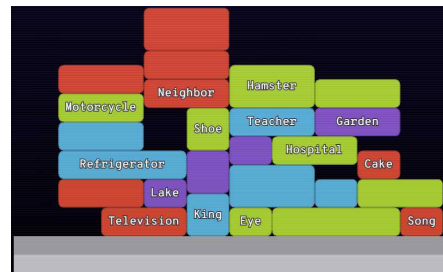 Neighbor
Hamster
Motorcycle
Shoe
Teacher
Garden
Hospital
Refrigerator
Cake
Lake
Television
King
Eye
Song